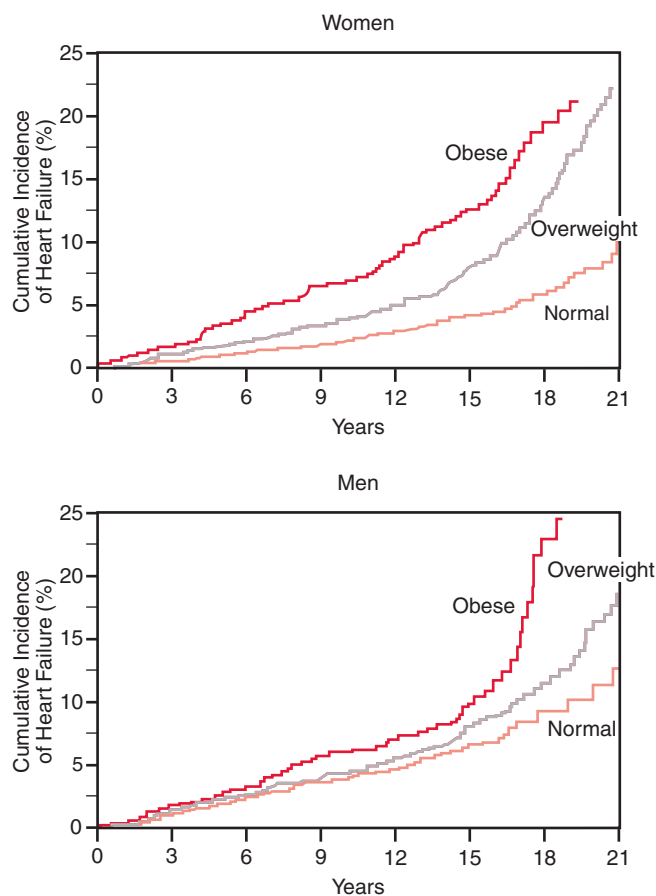 Women
Cumulative Incidence
of Heart Failure (%)
25
20
15
10
5
0
Obese
Overweight
Normal
0 3 6 9 12 15 18 21
Years
Men
Cumulative Incidence
of Heart Failure (%)
25
20
15
10
5
0
Overweight
Obese
Normal
0 3 6 9 12 15 18 21
Years